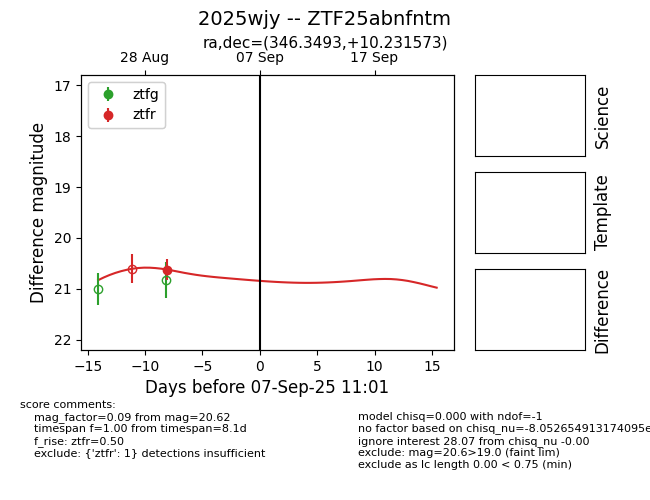 2025wjy -- ZTF25abnfntm
ra,dec=(346.3493,+10.231573)
28 Aug 07 Sep 17 Sep
17
18
19
20
21
22
Difference magnitude
ztfg
ztfr
−15 −10 −5 0 5 10 15
Days before 07-Sep-25 11:01
Science
Template
Difference
score comments:
mag_factor=0.09 from mag=20.62
timespan f=1.00 from timespan=8.1d
f_rise: ztfr=0.50
exclude: {'ztfr': 1} detections insufficient
model chisq=0.000 with ndof=-1
no factor based on chisq_nu=-8.052654913174095e
ignore interest 28.07 from chisq_nu -0.00
exclude: mag=20.6>19.0 (faint lim)
exclude as lc length 0.00 < 0.75 (min)